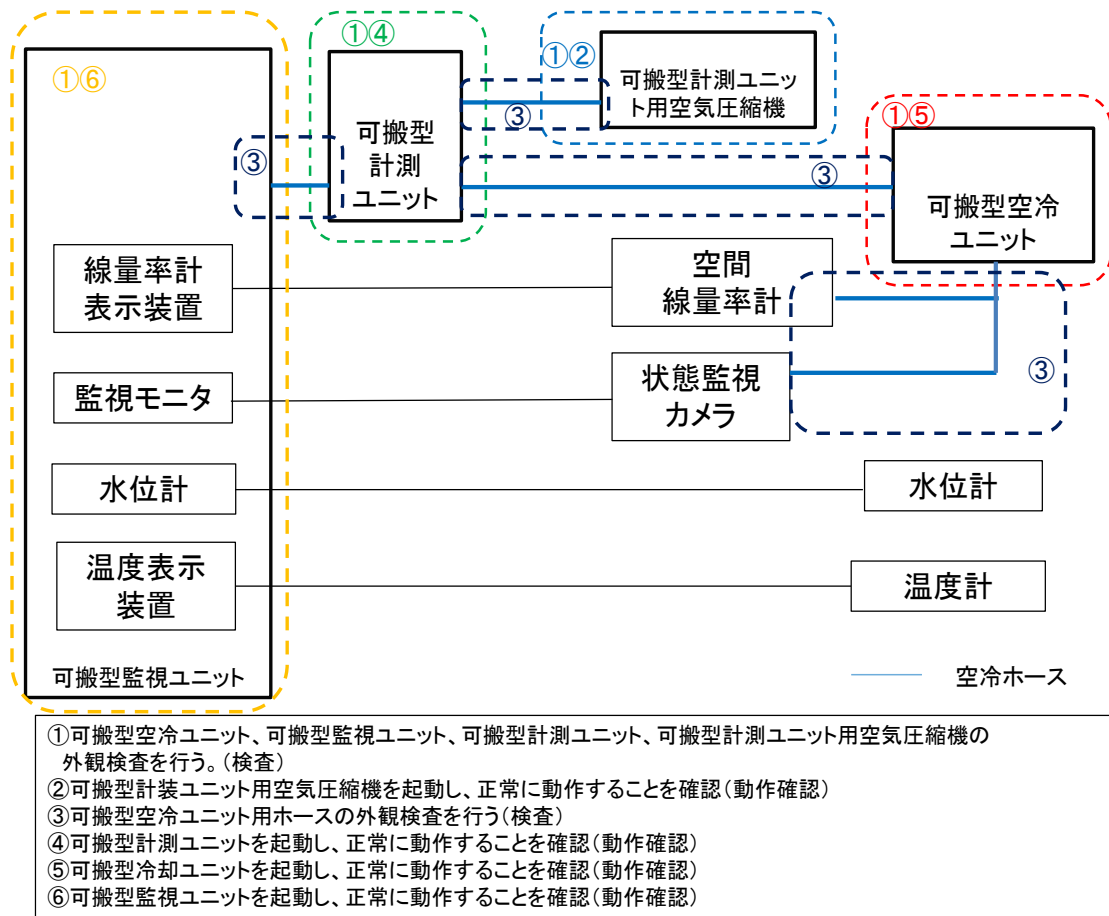 ①⑥
①④
①②
可搬型計測ユニッ
ト用空気圧縮機
③
可搬型
計測
ユニット
③
①⑤
③
可搬型空冷
ユニット
線量率計
表示装置
空間
線量率計
監視モニタ
状態監視
カメラ
③
水位計
水位計
温度表示
装置
温度計
可搬型監視ユニット
空冷ホース
①可搬型空冷ユニット、可搬型監視ユニット、可搬型計測ユニット、可搬型計測ユニット用空気圧縮機の
外観検査を行う。(検査)
②可搬型計装ユニット用空気圧縮機を起動し、正常に動作することを確認(動作確認)
③可搬型空冷ユニット用ホースの外観検査を行う(検査)
④可搬型計測ユニットを起動し、正常に動作することを確認(動作確認)
⑤可搬型冷却ユニットを起動し、正常に動作することを確認(動作確認)
⑥可搬型監視ユニットを起動し、正常に動作することを確認(動作確認)